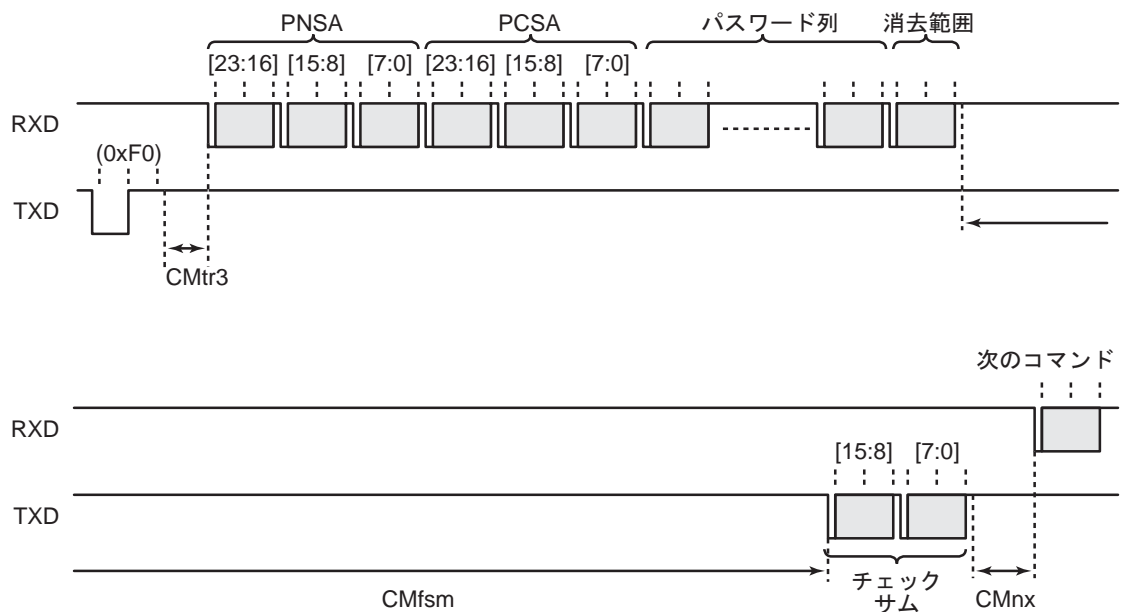 PNSA PCSA パスワード列 消去範囲
[23:16] [15:8] [7:0] [23:16] [15:8] [7:0]
RXD
(0xF0)
TXD
CMtr3
次のコマンド
RXD
[15:8] [7:0]
TXD
チェック
サム
CMfsm CMnx